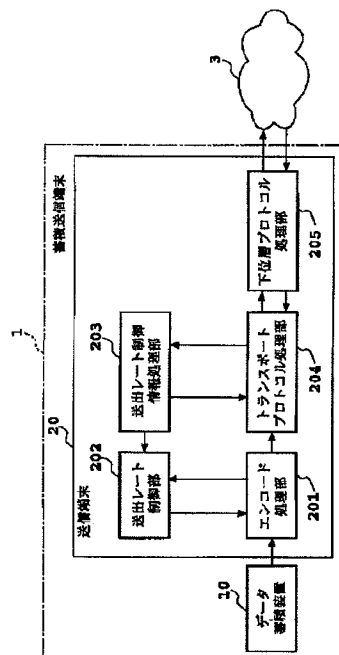 1
蓄積送信端末
20
送信端末
202
送出レート
制御部
203
送出レート制御
情報処理部
3
10
データ
蓄積装置
エンコード
処理部
201
トランスポート
プロトコル処理部
204
下位層プロトコル
処理部
205